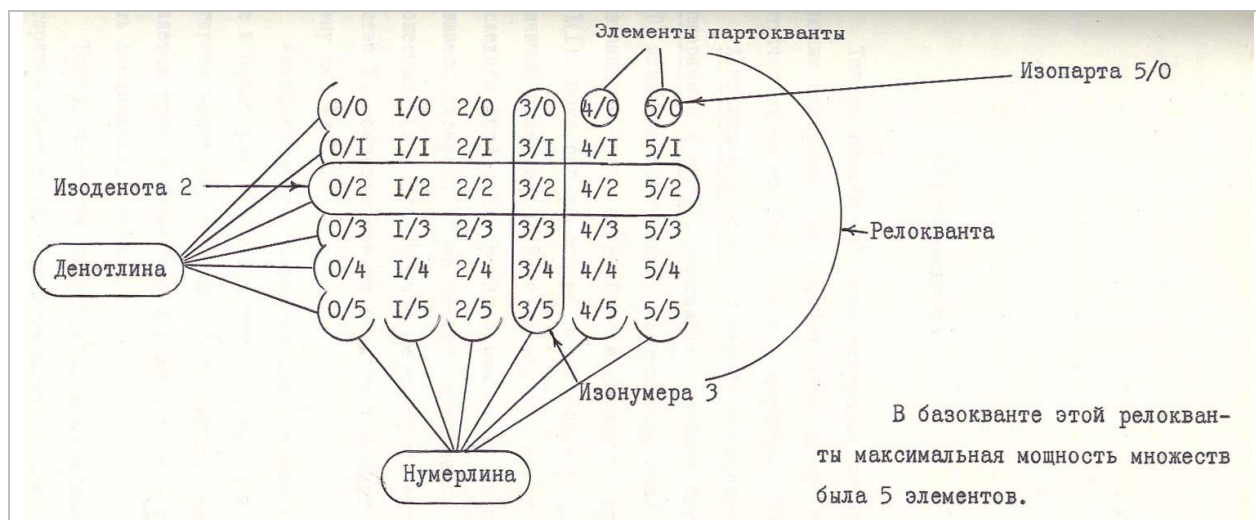 Элементы партокванты
Изопарта 5/0
0/0 I/0 2/0 3/0 4/0 5/0
0/I I/I 2/I 3/I 4/I 5/I
Изоденота 2
0/2 I/2 2/2 3/2 4/2 5/2
0/3 I/3 2/3 3/3 4/3 5/3
Релокванта
Денотлина
0/4 I/4 2/4 3/4 4/4 5/4
0/5 I/5 2/5 3/5 4/5 5/5
Изонумера 3
В базокванте этой релокван-
ты максимальная мощность множеств
была 5 элементов.
Нумерлина